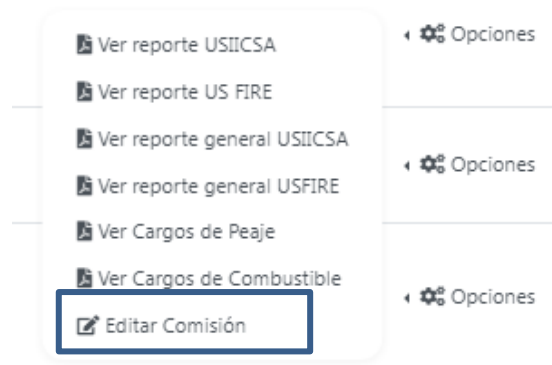 Ver reporte USIICSA
Ver reporte US FIRE
Ver reporte general USIICSA
Ver reporte general USFIRE
Ver Cargos de Peaje
Ver Cargos de Combustible
Editar Comisión
Opciones
Opciones
Opciones